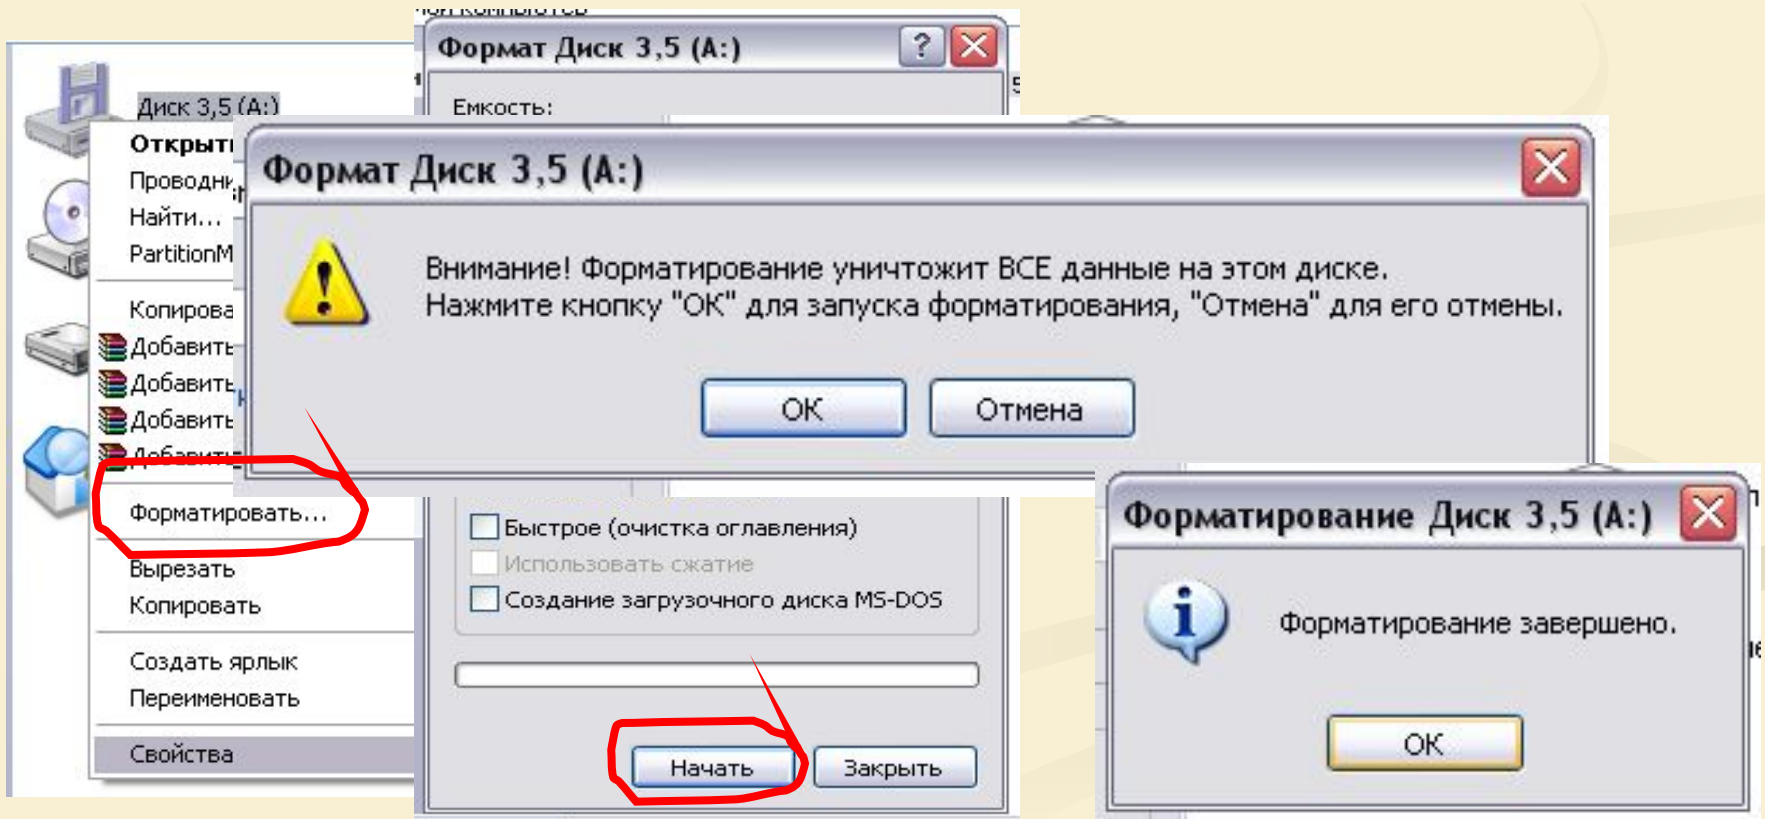 Диск 3,5 (A:)
Открыть
Проводни
Найти...
PartitionM
Копирова
Добавить
Добавить
Добавить
Добавить
Форматировать...
Вырезать
Копировать
Создать ярлык
Переименовать
Свойства
Формат Диск 3,5 (A:)
Емкость:
Формат Диск 3,5 (A:)
Внимание! Форматирование уничтожит ВСЕ данные на этом диске.
Нажмите кнопку "ОК" для запуска форматирования, "Отмена" для его отмены.
ОК
Отмена
Быстрое (очистка оглавления)
Использовать сжатие
Создание загрузочного диска MS-DOS
Начать
Закрыть
Форматирование Диск 3,5 (A:)
Форматирование завершено.
ОК